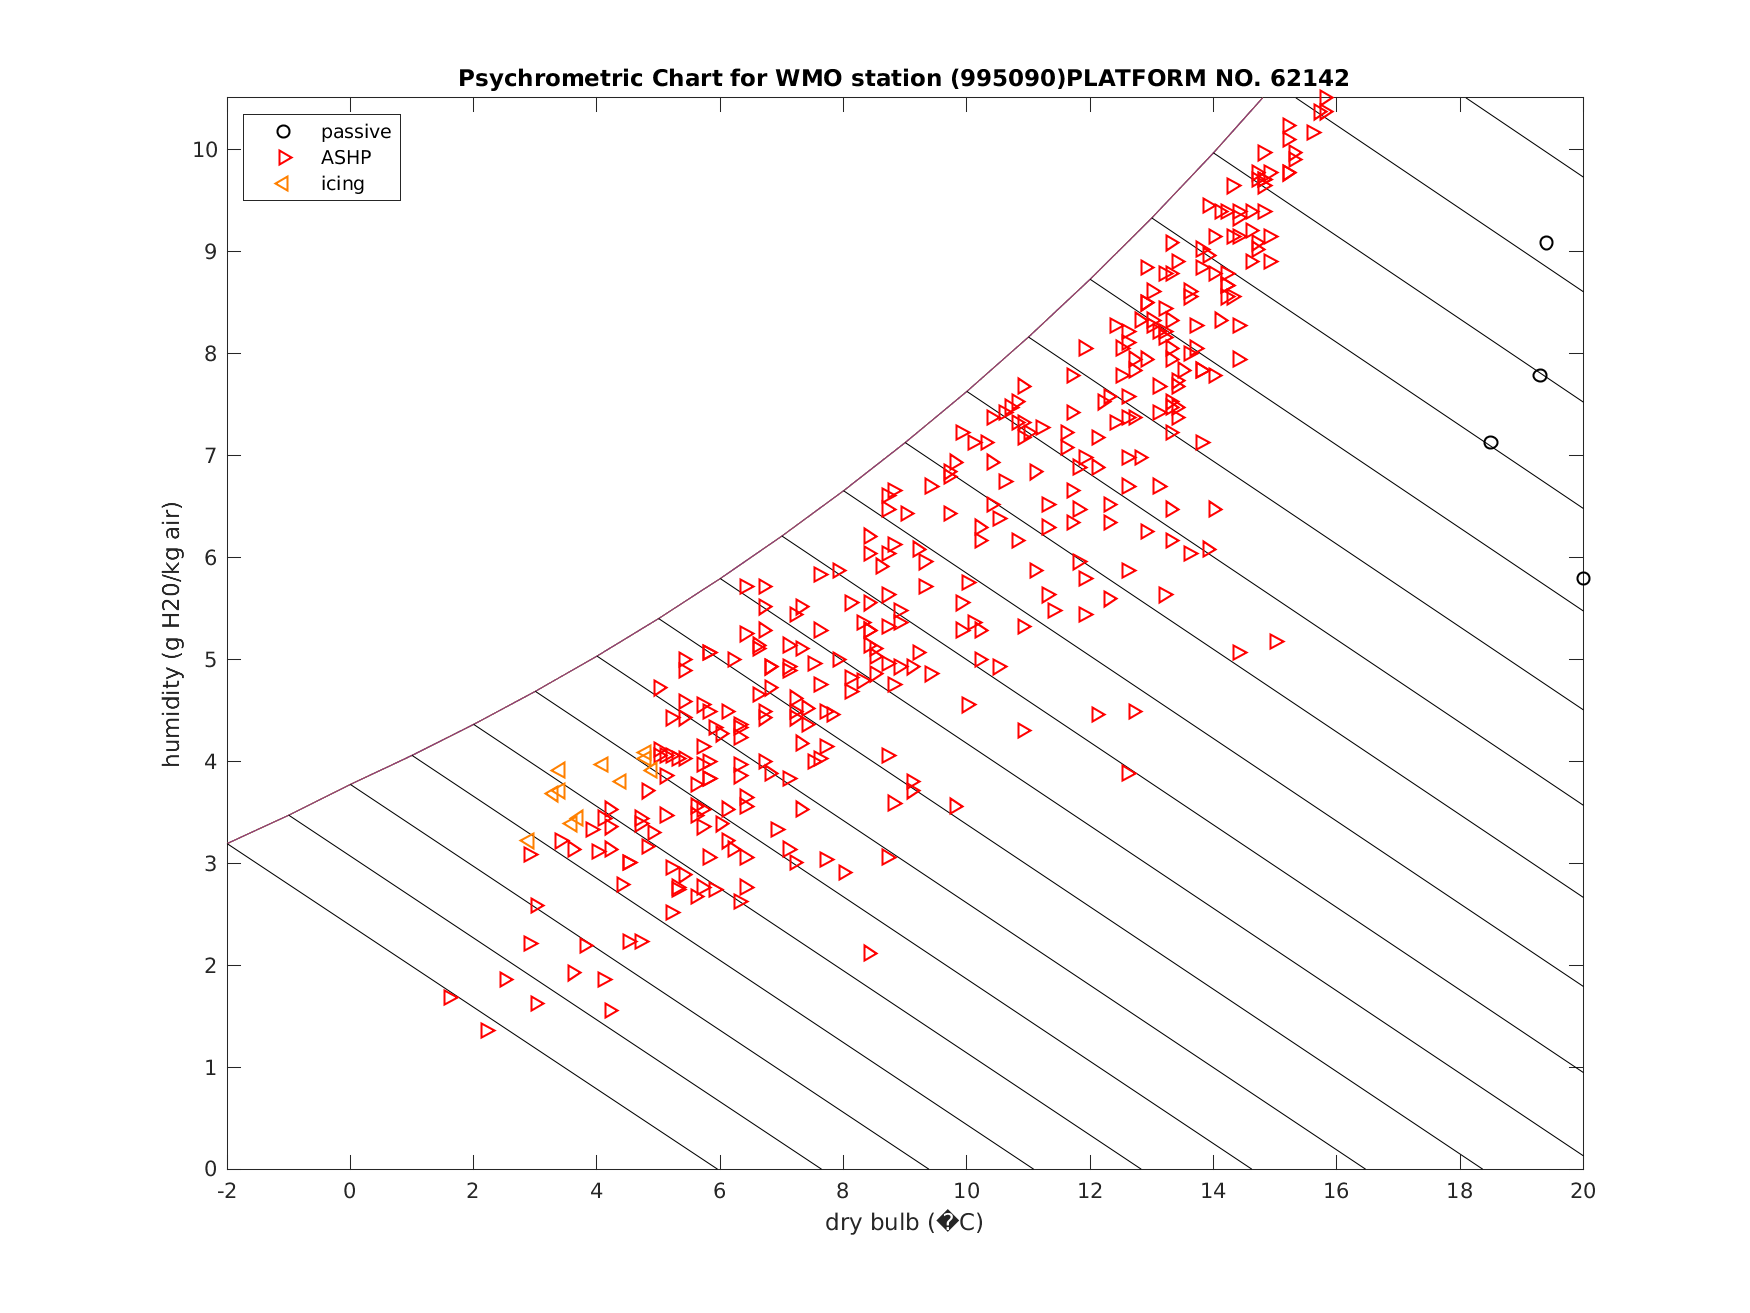 Psychrometric Chart for WMO station (995090)PLATFORM NO. 62142
passive
ASHP
icing
10
9
8
7
6
5
4
3
2
1
0
humidity (g H20/kg air)
-2 0 2 4 6 8 10 12 14 16 18 20
dry bulb (�C)